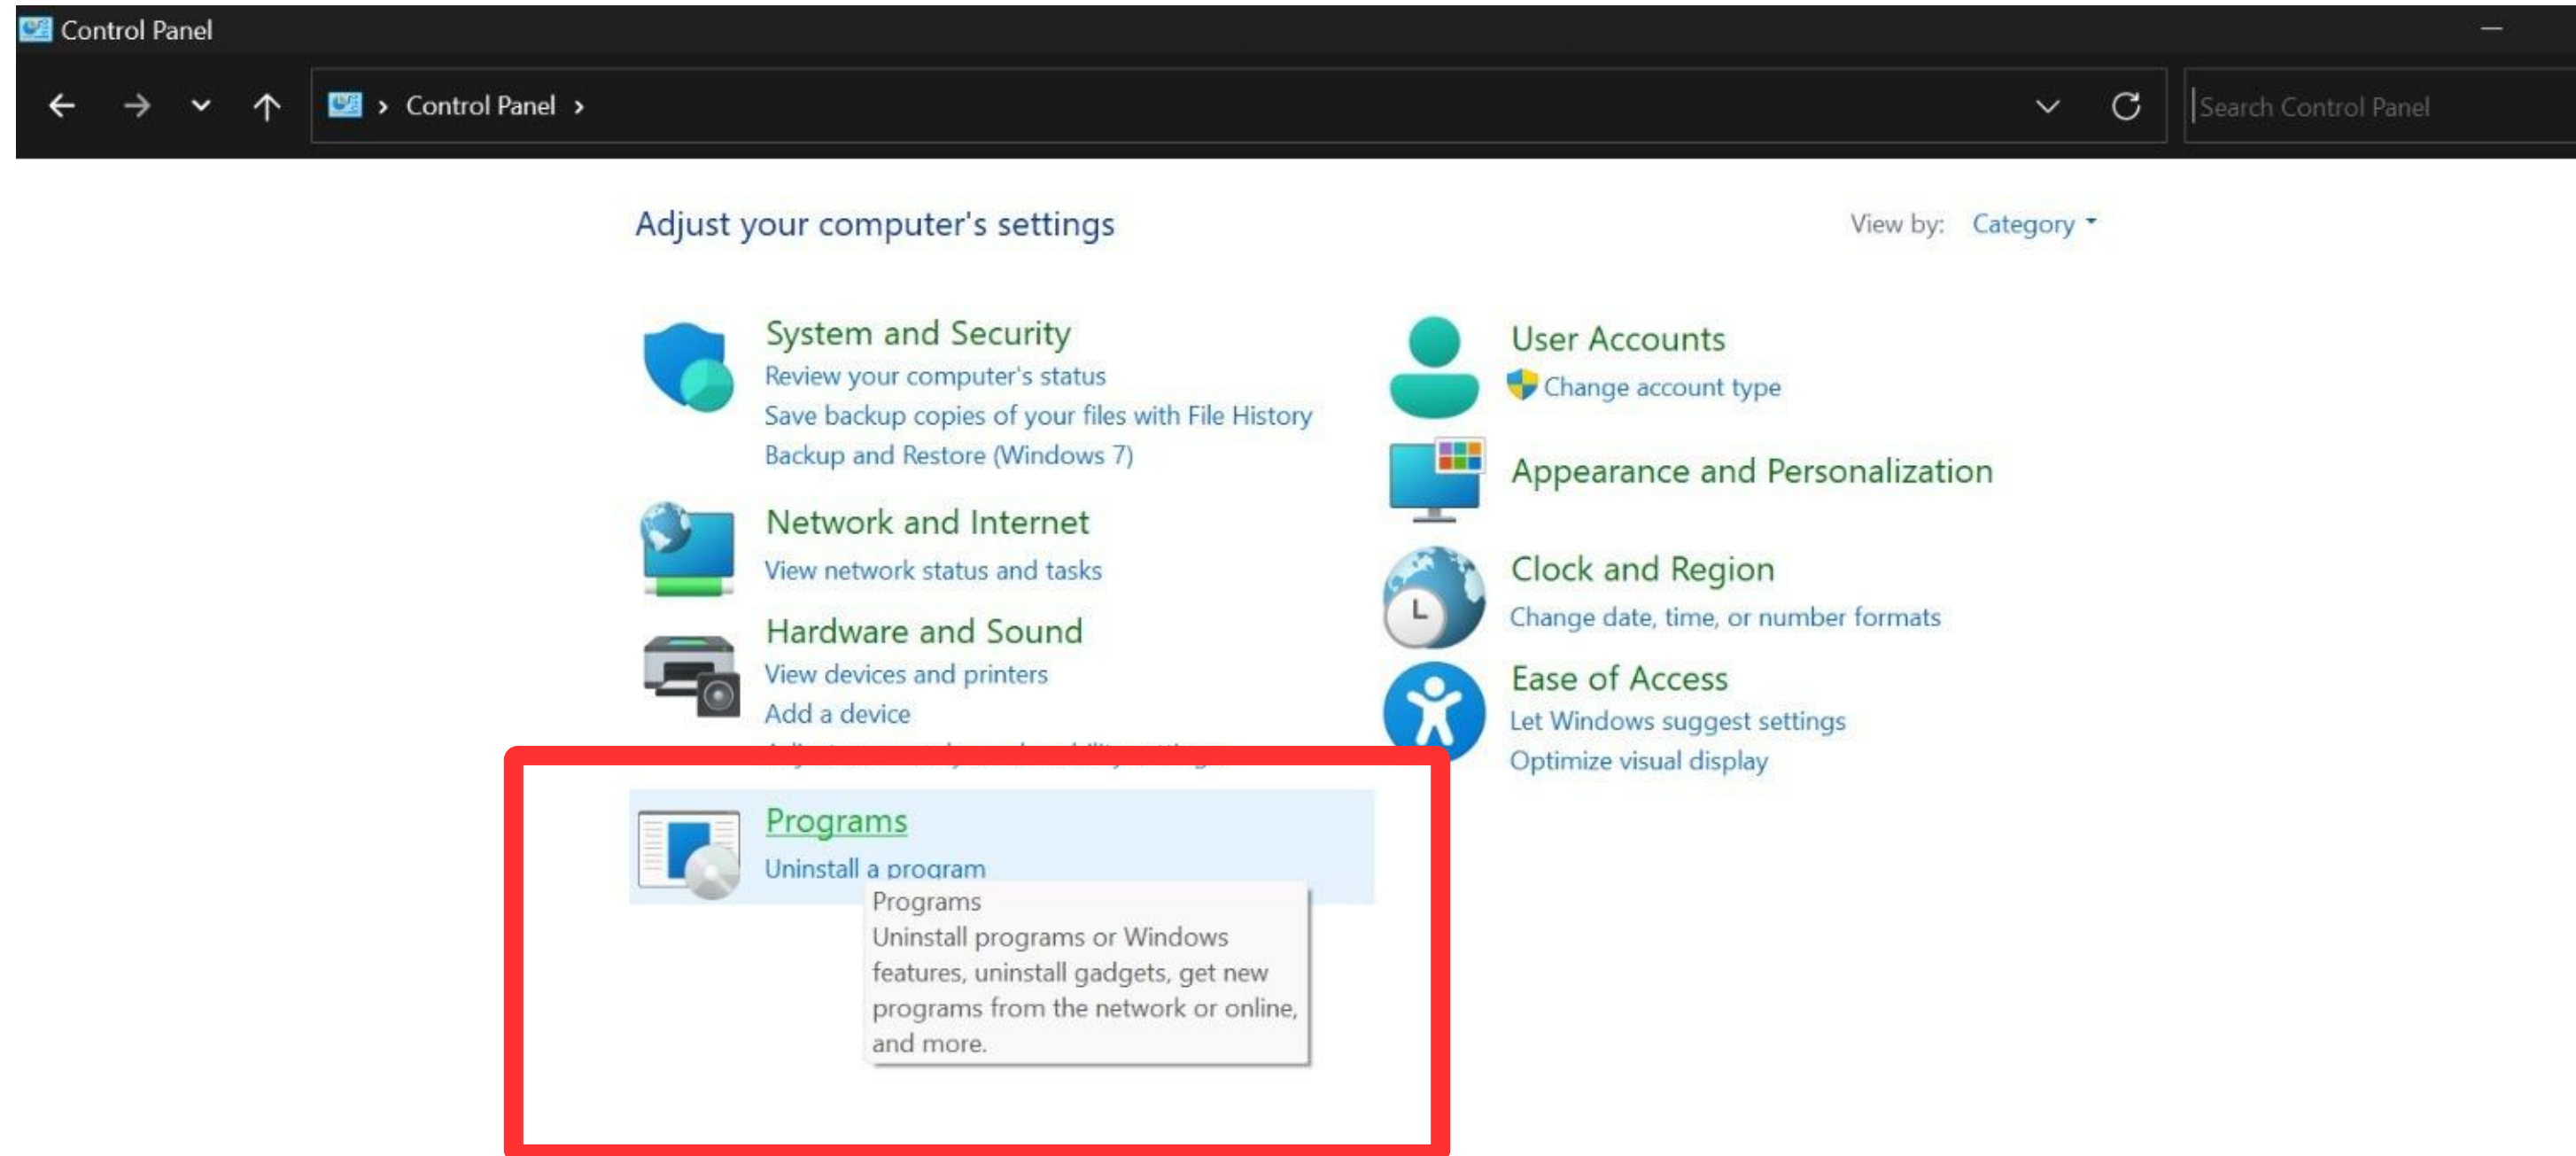 Control Panel
Control Panel
Search Control Panel
Adjust your computer's settings
View by: Category
System and Security
Review your computer's status
Save backup copies of your files with File History
Backup and Restore (Windows 7)
Network and Internet
View network status and tasks
Hardware and Sound
View devices and printers
Add a device
Programs
Uninstall a program
Programs
Uninstall programs or Windows
features, uninstall gadgets, get new
programs from the network or online,
and more.
User Accounts
Change account type
Appearance and Personalization
Clock and Region
Change date, time, or number formats
Ease of Access
Let Windows suggest settings
Optimize visual display